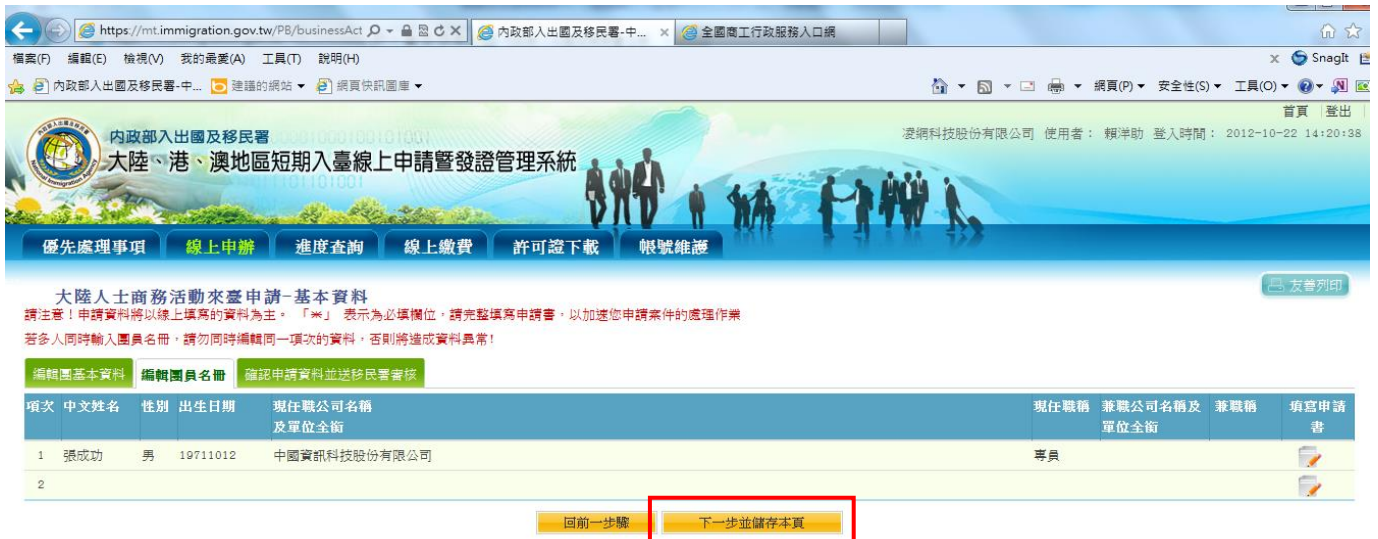 https://mt.immigration.gov.tw/PB/businessAct
內政部入出國及移民署-中...
全國商工行政服務入口網
檔案(F) 編輯(E) 檢視(V) 我的最愛(A) 工具(T) 說明(H)
x SnagIt
內政部入出國及移民署-中... 建議的網站 網頁快訊圖庫
網頁(P) 安全性(S) 工具(O)
首頁 登出
內政部入出國及移民署
凌網科技股份有限公司 使用者： 賴洋助 登入時間： 2012-10-22 14:20:38
大陸、港、澳地區短期入臺線上申請暨發證管理系統
優先處理事項 線上申辦 進度查詢 線上繳費 許可證下載 帳號維護
友善列印
大陸人士商務活動來臺申請-基本資料
請注意！申請資料將以線上填寫的資料為主。 「＊」 表示為必填欄位，請完整填寫申請書，以加速您申請案件的處理作業
若多人同時輸入團員名冊，請勿同時編輯同一項次的資料，否則將造成資料異常!
編輯團基本資料 編輯團員名冊 確認申請資料並送移民署審核
項次 中文姓名 性別 出生日期 現任職公司名稱 現任職稱 兼職公司名稱及 兼職稱 填寫申請
及單位全銜 單位全銜 書
1 張成功 男 19711012 中國資訊科技股份有限公司 專員
2
回前一步驟 下一步並儲存本頁